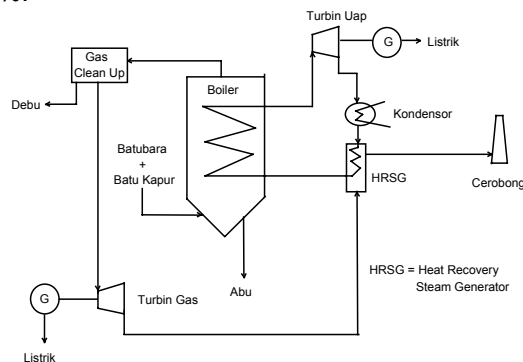 Turbin Uap
G
Listrik
Gas
Clean Up
Boiler
Debu
Kondensor
Batubara
+
Batu Kapur
HRSG
Cerobong
HRSG = Heat Recovery
Steam Generator
Abu
G
Turbin Gas
Listrik